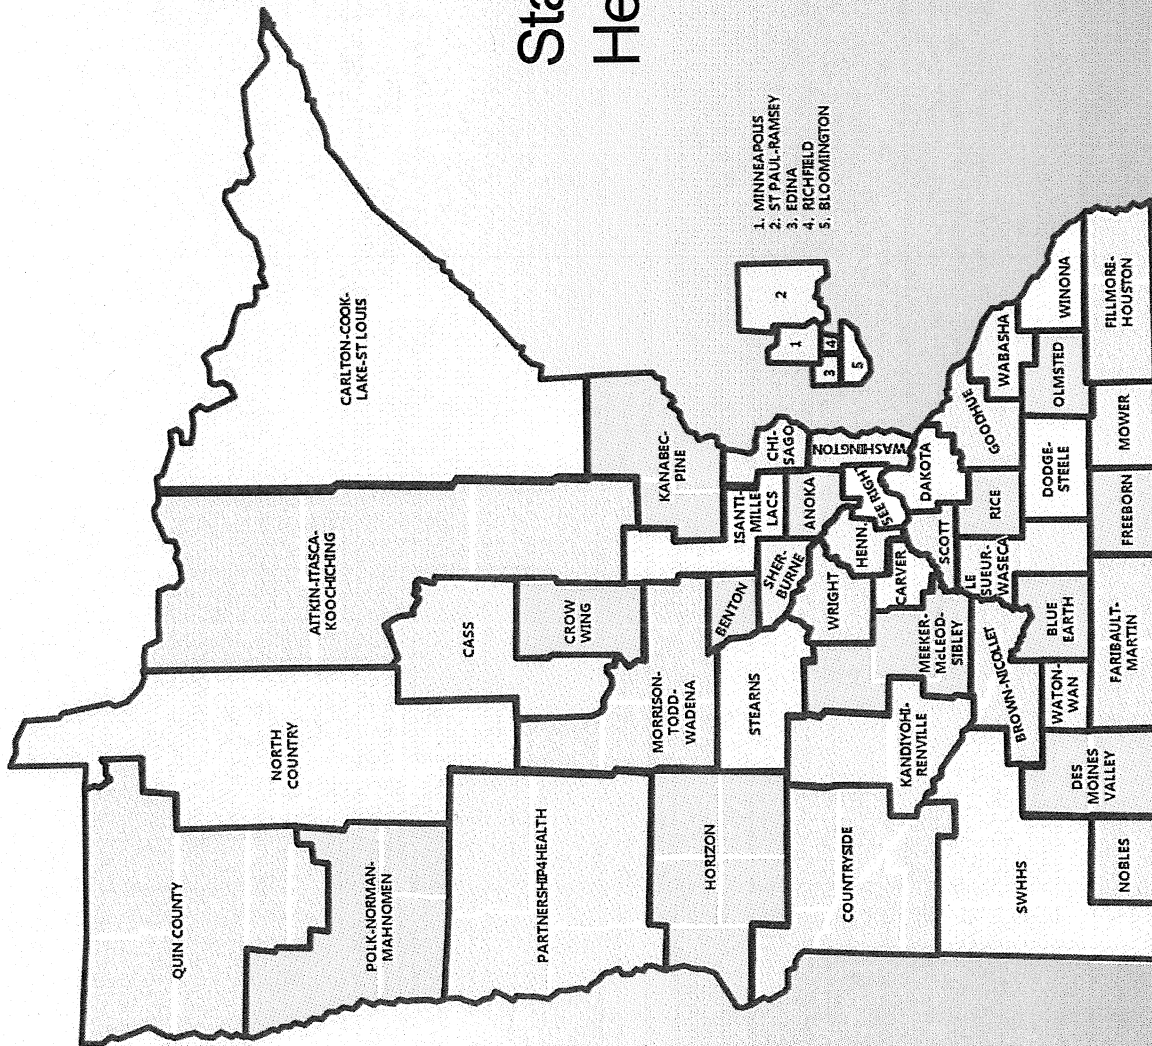 Sta
He
QUIN COUNTY
NORTH
COUNTRY
AITKIN-ITASCA-
KOOCHICHING
CARLTON-COOK-
LAKE-ST LOUIS
POLK-NORMAN-
MAHNOMEN
CASS
CROW
WING
PARTNERSHIP4HEALTH
MORRISON-
TODD-
WADENA
KANABEC-
PINE
HORIZON
STEARNS
BENTON
ISANTI-
MILLE
LACS
CHI-
SAGO
SHER-
BURNE
ANOKA
WASHINGTON
COUNTRYSIDE
KANDIYOHI-
RENVILLE
MEEKER-
McLEOD-
SIBLEY
WRIGHT
HENN.
SEE RIGHT
CARVER
SCOTT
DAKOTA
SWHHS
BROWN-NICOLLET
LE
SUEUR-
WASECA
RICE
GOODHUE
WABASHA
DES
MOINES
VALLEY
WATON-
WAN
BLUE
EARTH
DODGE-
STEELE
OLMSTED
WINONA
NOBLES
FARIBAULT-
MARTIN
FREEBORN
MOWER
FILLMORE-
HOUSTON
1
2
3
4
5
1. MINNEAPOLIS
2. ST PAUL-RAMSEY
3. EDINA
4. RICHFIELD
5. BLOOMINGTON